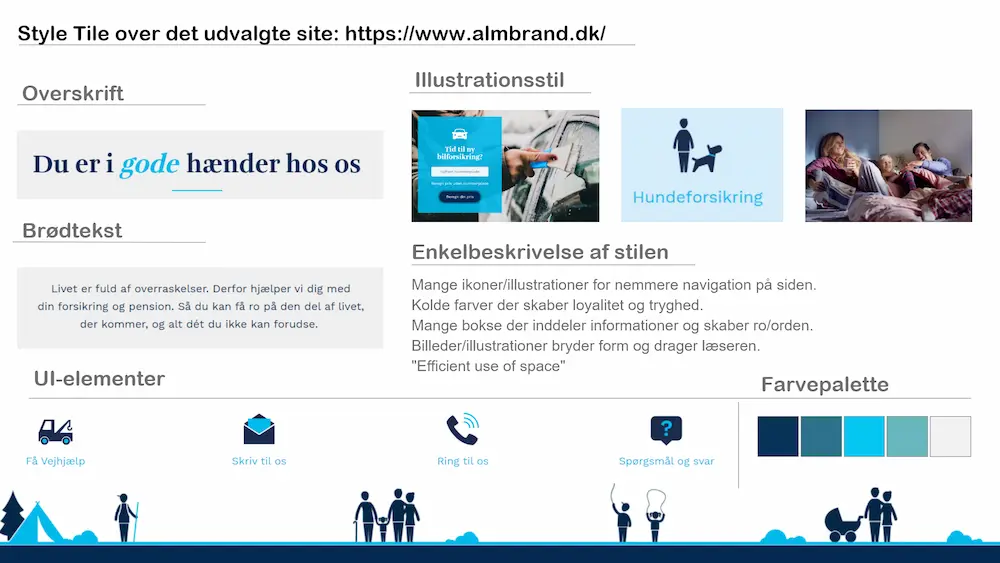 Style Tile over det udvalgte site: https://www.almbrand.dk/
Overskrift
Du er i gode hænder hos os
Brødtekst
Livet er fuld af overraskelser. Derfor hjælper vi dig med
din forsikring og pension. Så du kan få ro på den del af livet,
der kommer, og alt dét du ikke kan forudse.
Illustrationsstil
Tid til ny
bilforsikring?
Beregn din pris
Hundeforsikring
Enkelbeskrivelse af stilen
Mange ikoner/illustrationer for nemmere navigation på siden.
Kolde farver der skaber loyalitet og tryghed.
Mange bokse der inddeler informationer og skaber ro/orden.
Billeder/illustrationer bryder form og drager læseren.
"Efficient use of space"
UI-elementer
Få Vejhjælp
Skriv til os
Ring til os
?
Spørgsmål og svar
Farvepalette